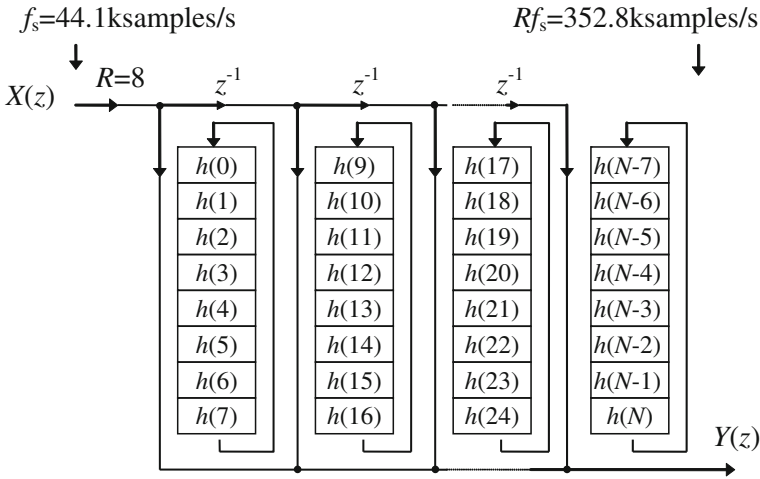 fs=44.1ksamples/s Rfs=352.8ksamples/s
R=8 z-1 z-1 z-1
X(z)
h(0) h(9) h(17) h(N-7)
h(1) h(10) h(18) h(N-6)
h(2) h(11) h(19) h(N-5)
h(3) h(12) h(20) h(N-4)
h(4) h(13) h(21) h(N-3)
h(5) h(14) h(22) h(N-2)
h(6) h(15) h(23) h(N-1)
h(7) h(16) h(24) h(N)
Y(z)